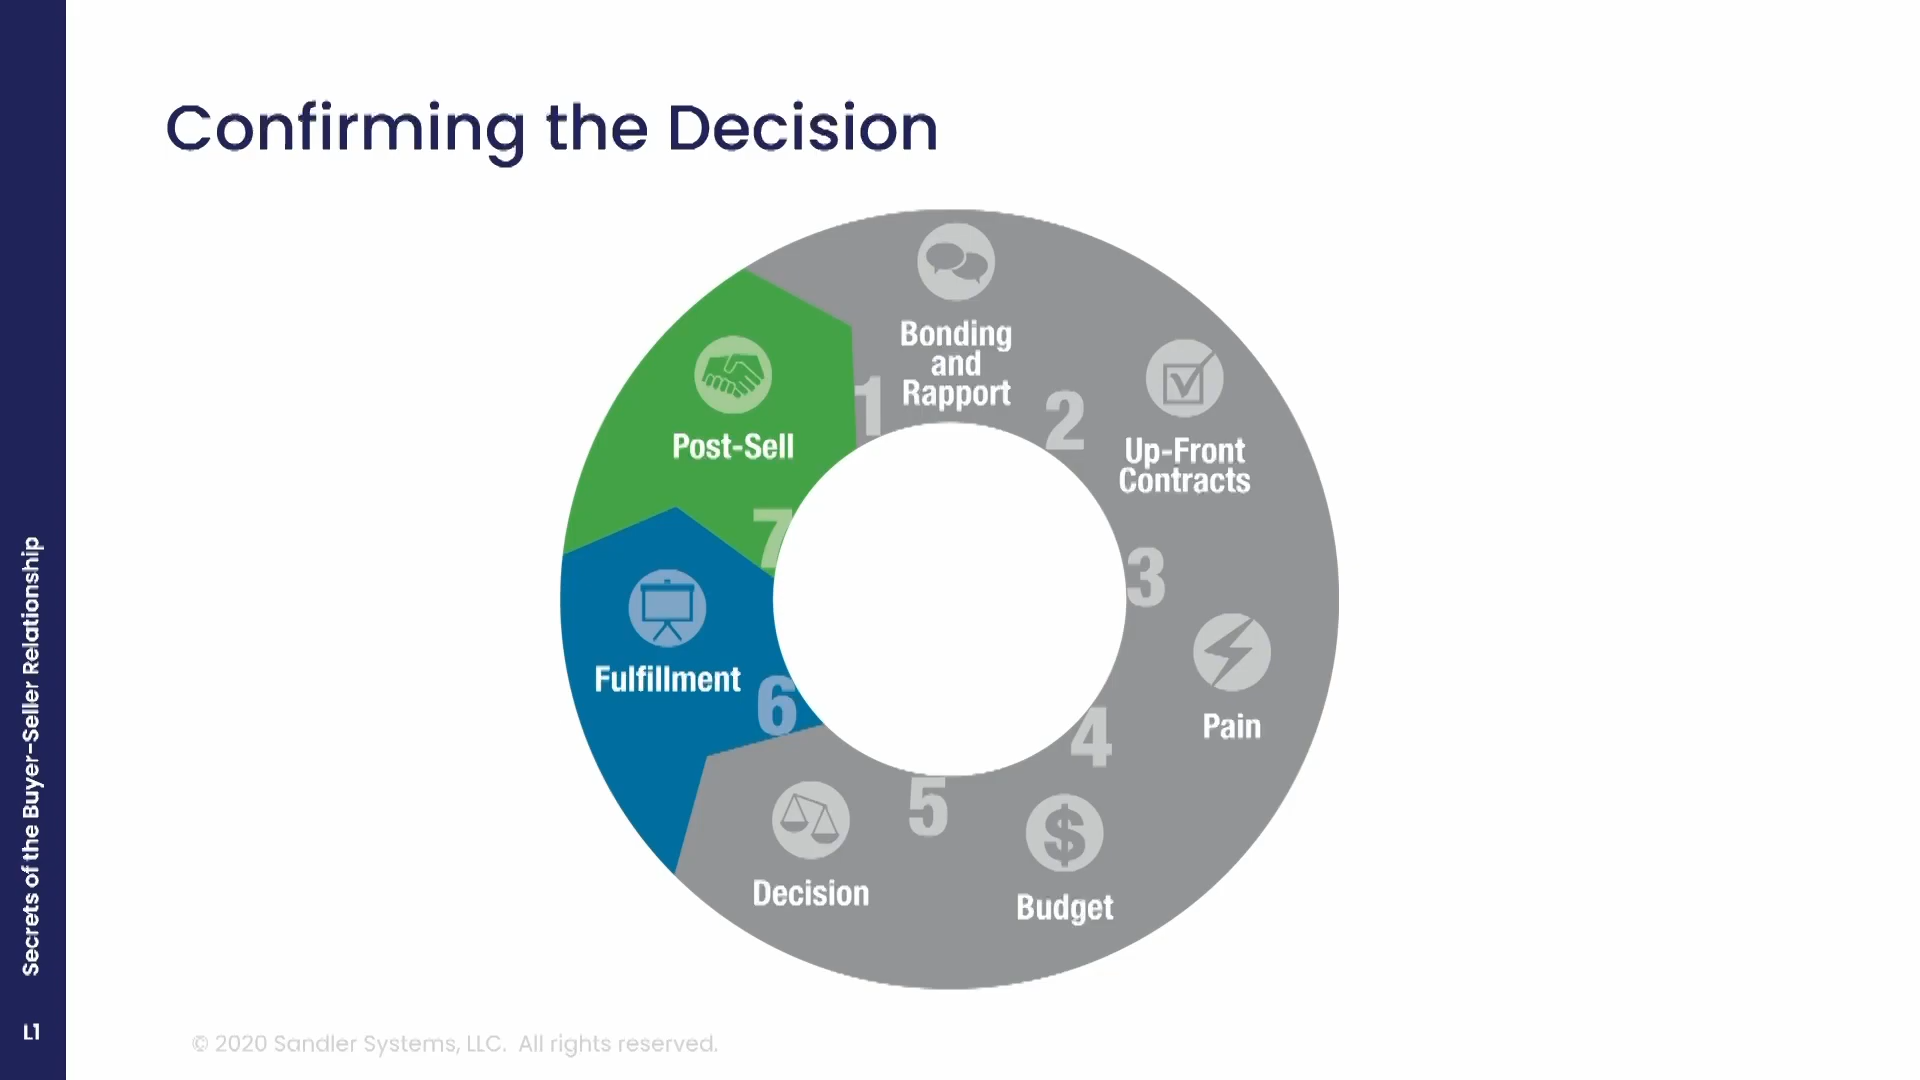 Confirming the Decision
1
Bonding
and
Rapport
2
Up-Front
Contracts
3
Pain
4
$
Budget
5
Decision
6
Fulfillment
7
Post-Sell
Secrets of the Buyer-Seller Relationship
L1
© 2020 Sandler Systems, LLC. All rights reserved.